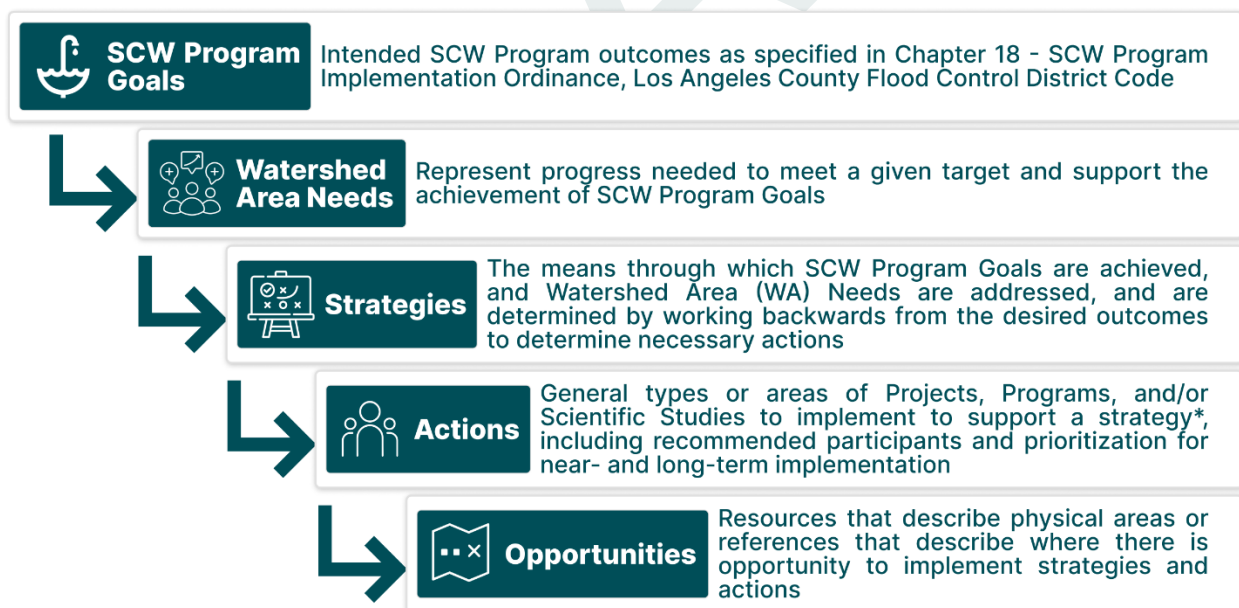 SCW Program
Goals
Intended SCW Program outcomes as specified in Chapter 18 - SCW Program
Implementation Ordinance, Los Angeles County Flood Control District Code
Watershed
Area Needs
Represent progress needed to meet a given target and support the
achievement of SCW Program Goals
Strategies
The means through which SCW Program Goals are achieved,
and Watershed Area (WA) Needs are addressed, and are
determined by working backwards from the desired outcomes
to determine necessary actions
Actions
General types or areas of Projects, Programs, and/or
Scientific Studies to implement to support a strategy*,
including recommended participants and prioritization for
near- and long-term implementation
Opportunities
Resources that describe physical areas or
references that describe where there is
opportunity to implement strategies and
actions